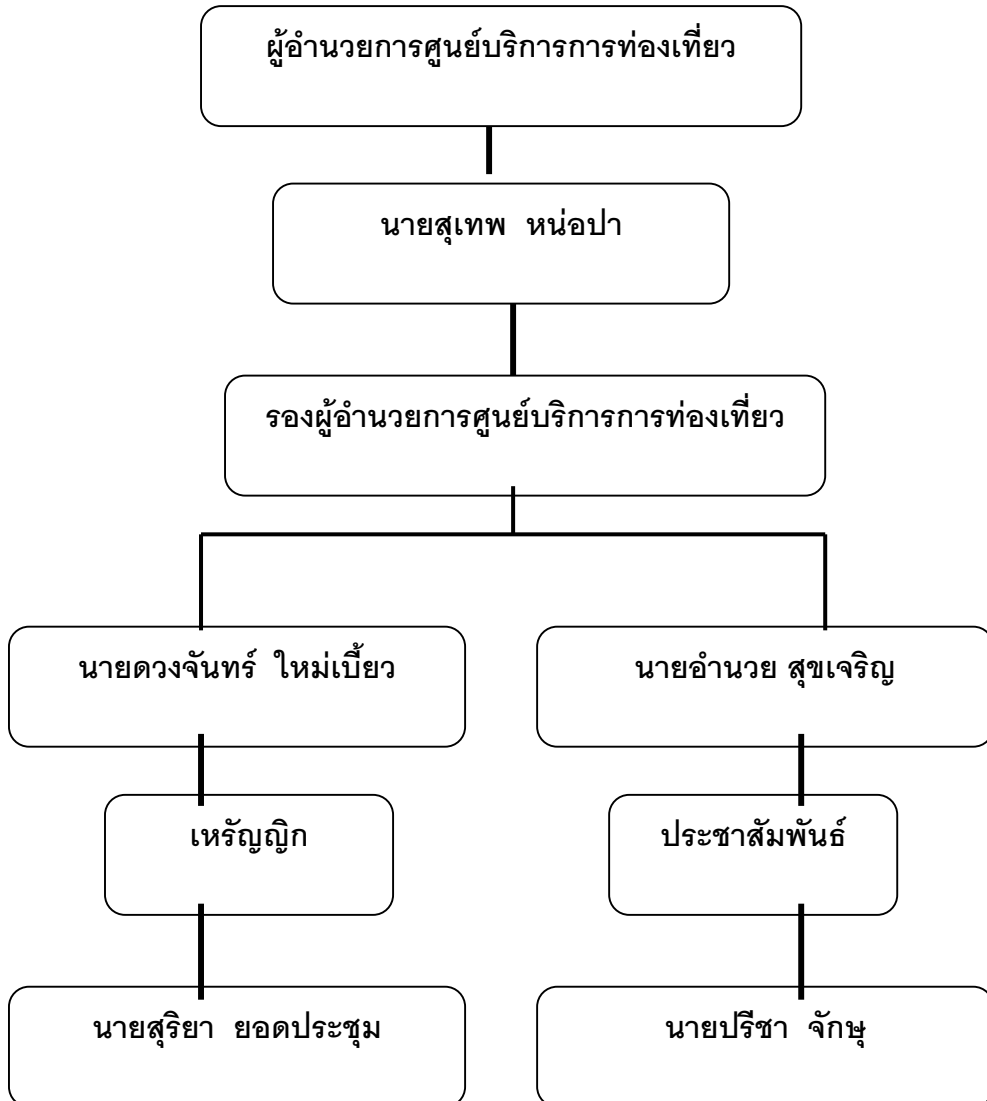 ผู้อำนวยการศูนย์บริการการท่องเที่ยว
นายสุเทพ หน่อปา
รองผู้อำนวยการศูนย์บริการการท่องเที่ยว
นายดวงจันทร์ ใหม่เบี้ยว
นายอำนวย สุขเจริญ
เหรัญญิก
ประชาสัมพันธ์
นายสุริยา ยอดประชุม
นายปรีชา จักษุ